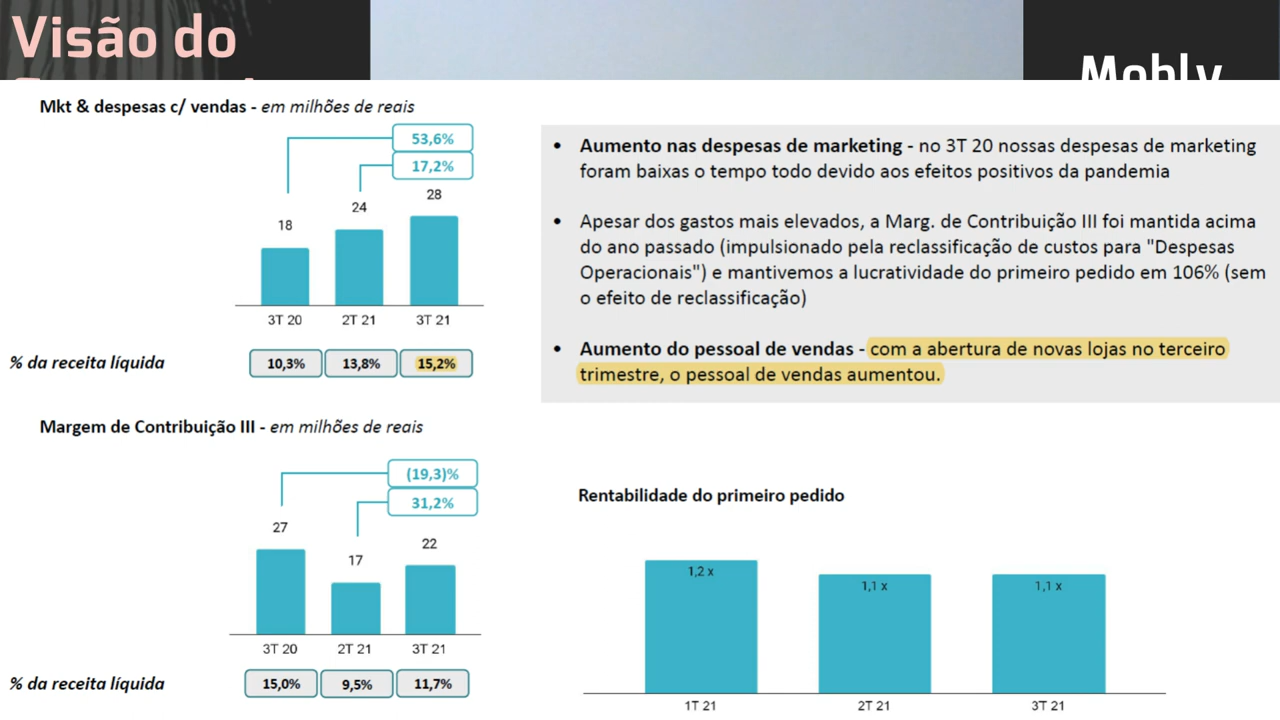 Visão do
Mobly
Mkt & despesas c/ vendas - em milhões de reais
53,6%
17,2%
18
24
28
3T 20
2T 21
3T 21
% da receita líquida
10,3%
13,8%
15,2%
• Aumento nas despesas de marketing - no 3T 20 nossas despesas de marketing
foram baixas o tempo todo devido aos efeitos positivos da pandemia
• Apesar dos gastos mais elevados, a Marg. de Contribuição III foi mantida acima
do ano passado (impulsionado pela reclassificação de custos para "Despesas
Operacionais") e mantivemos a lucratividade do primeiro pedido em 106% (sem
o efeito de reclassificação)
• Aumento do pessoal de vendas - com a abertura de novas lojas no terceiro
trimestre, o pessoal de vendas aumentou.
Margem de Contribuição III - em milhões de reais
(19,3)%
31,2%
27
17
22
3T 20
2T 21
3T 21
% da receita líquida
15,0%
9,5%
11,7%
Rentabilidade do primeiro pedido
1,2 x
1,1 x
1,1 x
1T 21
2T 21
3T 21